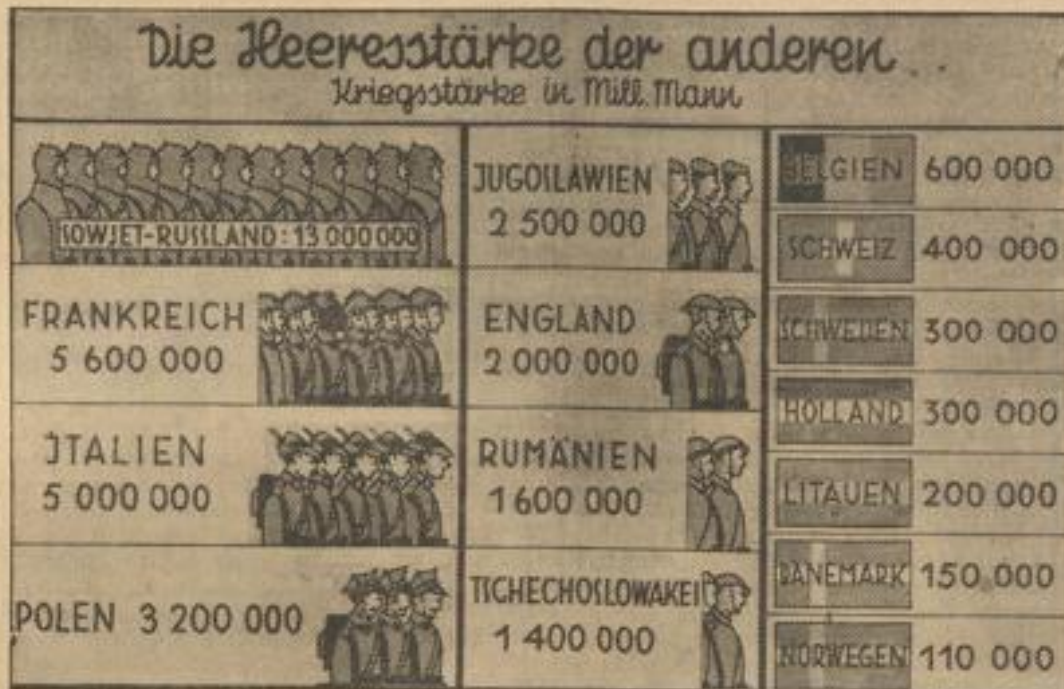 Die Heeresstärke der anderen...
Kriegsstärke in Mill. Mann
SOWJET-RUSSLAND: 13 000 000
FRANKREICH
5 600 000
ITALIEN
5 000 000
POLEN 3 200 000
JUGOSLAWIEN
2 500 000
ENGLAND
2 000 000
RUMÄNIEN
1 600 000
TSCHECHOSLOWAKEI
1 400 000
BELGIEN 600 000
SCHWEIZ 400 000
SCHWEDEN 300 000
HOLLAND 300 000
LITAUEN 200 000
DÄNEMARK 150 000
NORWEGEN 110 000